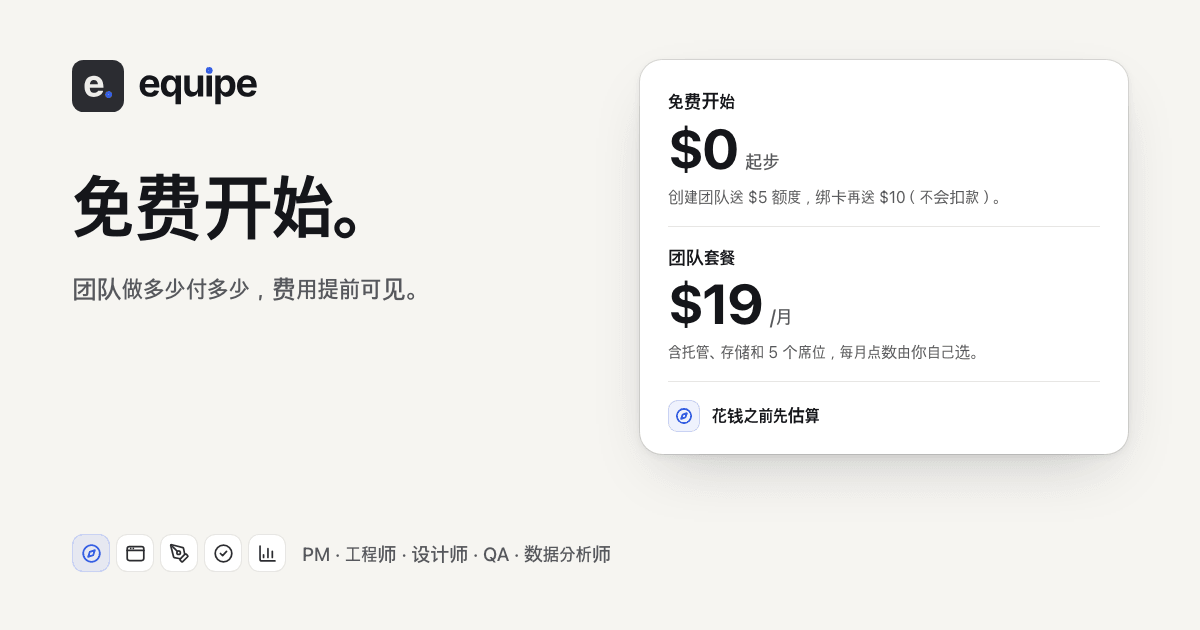 e.
equipe
免费开始。
团队做多少付多少，费用提前可见。
免费开始
$0 起步
创建团队送 $5 额度，绑卡再送 $10（不会扣款）。
团队套餐
$19 /月
含托管、存储和 5 个席位，每月点数由你自己选。
花钱之前先估算
PM · 工程师 · 设计师 · QA · 数据分析师